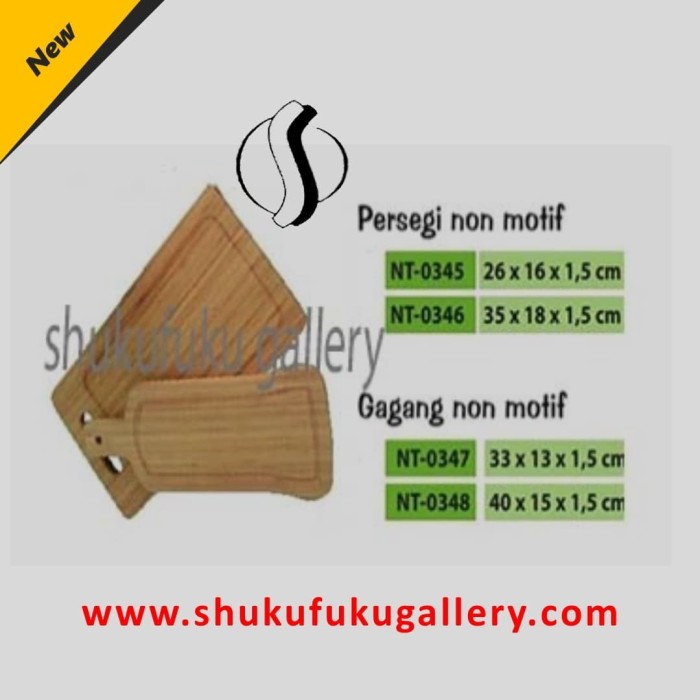 New
Persegi non motif
NT-0345 26 x 16 x 1,5 cm
NT-0346 35 x 18 x 1,5 cm
shukufuku gallery
Gagang non motif
NT-0347 33 x 13 x 1,5 cm
NT-0348 40 x 15 x 1,5 cm
www.shukufukugallery.com